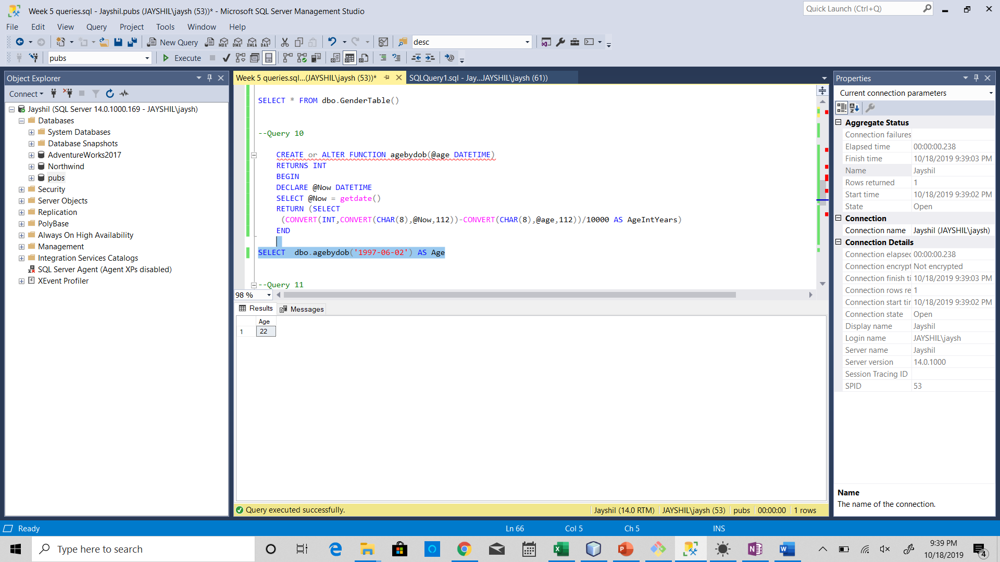 Week 5 queries.sql - Jayshil.pubs (JAYSHIL\jaysh (53))* - Microsoft SQL Server Management Studio
Quick Launch (Ctrl+Q)
File Edit View Query Project Tools Window Help
New Query
MDX DMX XMLA DAX
desc
pubs
Execute
Object Explorer
Connect
Jayshil (SQL Server 14.0.1000.169 - JAYSHIL\jaysh)
Databases
System Databases
Database Snapshots
AdventureWorks2017
Northwind
pubs
Security
Server Objects
Replication
PolyBase
Always On High Availability
Management
Integration Services Catalogs
SQL Server Agent (Agent XPs disabled)
XEvent Profiler
Week 5 queries.sql...(JAYSHIL\jaysh (53))*
SQLQuery1.sql - Jay...JAYSHIL\jaysh (61))
SELECT * FROM dbo.GenderTable()
--Query 10
CREATE or ALTER FUNCTION agebydob(@age DATETIME)
RETURNS INT
BEGIN
DECLARE @Now DATETIME
SELECT @Now = getdate()
RETURN (SELECT
(CONVERT(INT,CONVERT(CHAR(8),@Now,112))-CONVERT(CHAR(8),@age,112))/10000 AS AgeIntYears)
END
SELECT dbo.agebydob('1997-06-02') AS Age
--Query 11
98 %
Results
Messages
Age
1 22
Query executed successfully.
Jayshil (14.0 RTM) JAYSHIL\jaysh (53) pubs 00:00:00 1 rows
Properties
Current connection parameters
Aggregate Status
Connection failures
Elapsed time 00:00:00.238
Finish time 10/18/2019 9:39:03 PM
Name Jayshil
Rows returned 1
Start time 10/18/2019 9:39:02 PM
State Open
Connection
Connection name Jayshil (JAYSHIL\jaysh)
Connection Details
Connection elapsec 00:00:00.238
Connection encrypt Not encrypted
Connection finish ti 10/18/2019 9:39:03 PM
Connection rows re 1
Connection start tir 10/18/2019 9:39:02 PM
Connection state Open
Display name Jayshil
Login name JAYSHIL\jaysh
Server name Jayshil
Server version 14.0.1000
Session Tracing ID
SPID 53
Name
The name of the connection.
Ready
Ln 66
Col 5
Ch 5
INS
Type here to search
9:39 PM
10/18/2019
4